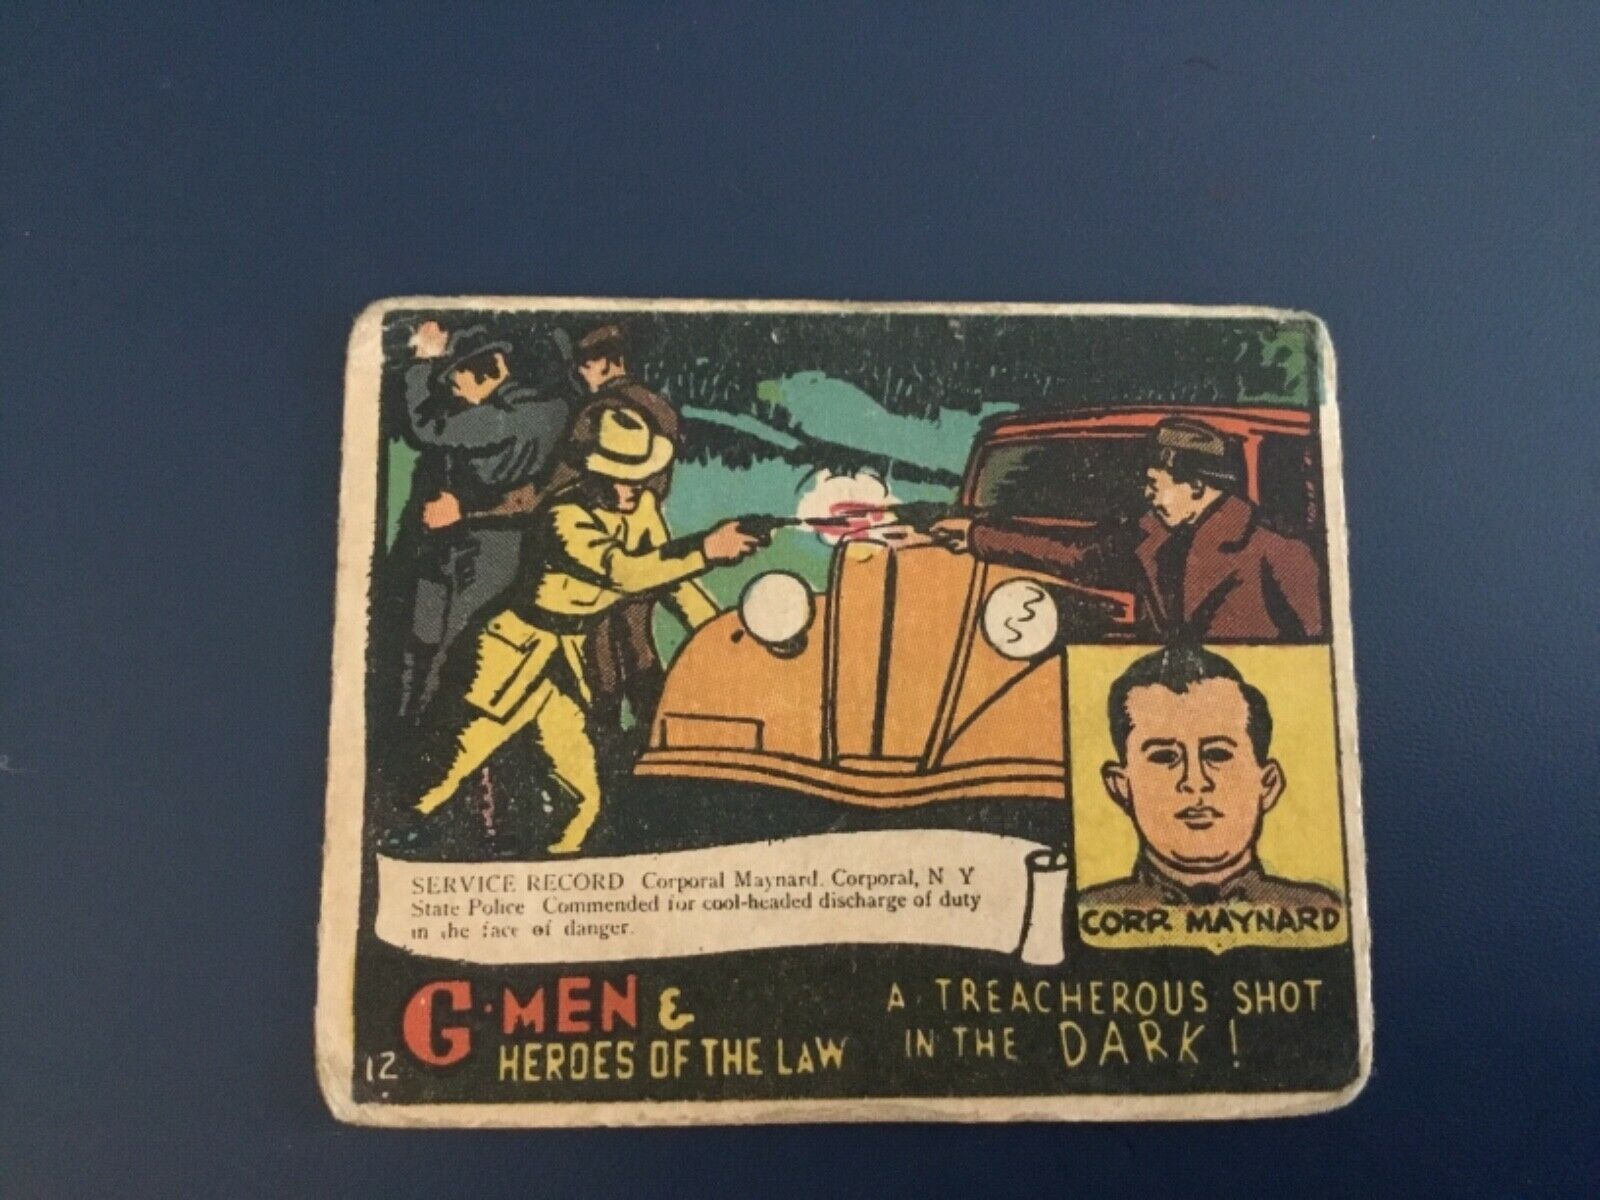 SERVICE RECORD Corporal Maynard. Corporal, N Y
State Police Commended for cool-headed discharge of duty
in the face of danger.
CORP. MAYNARD
G-MEN &
HEROES OF THE LAW
A TREACHEROUS SHOT
IN THE DARK!
12